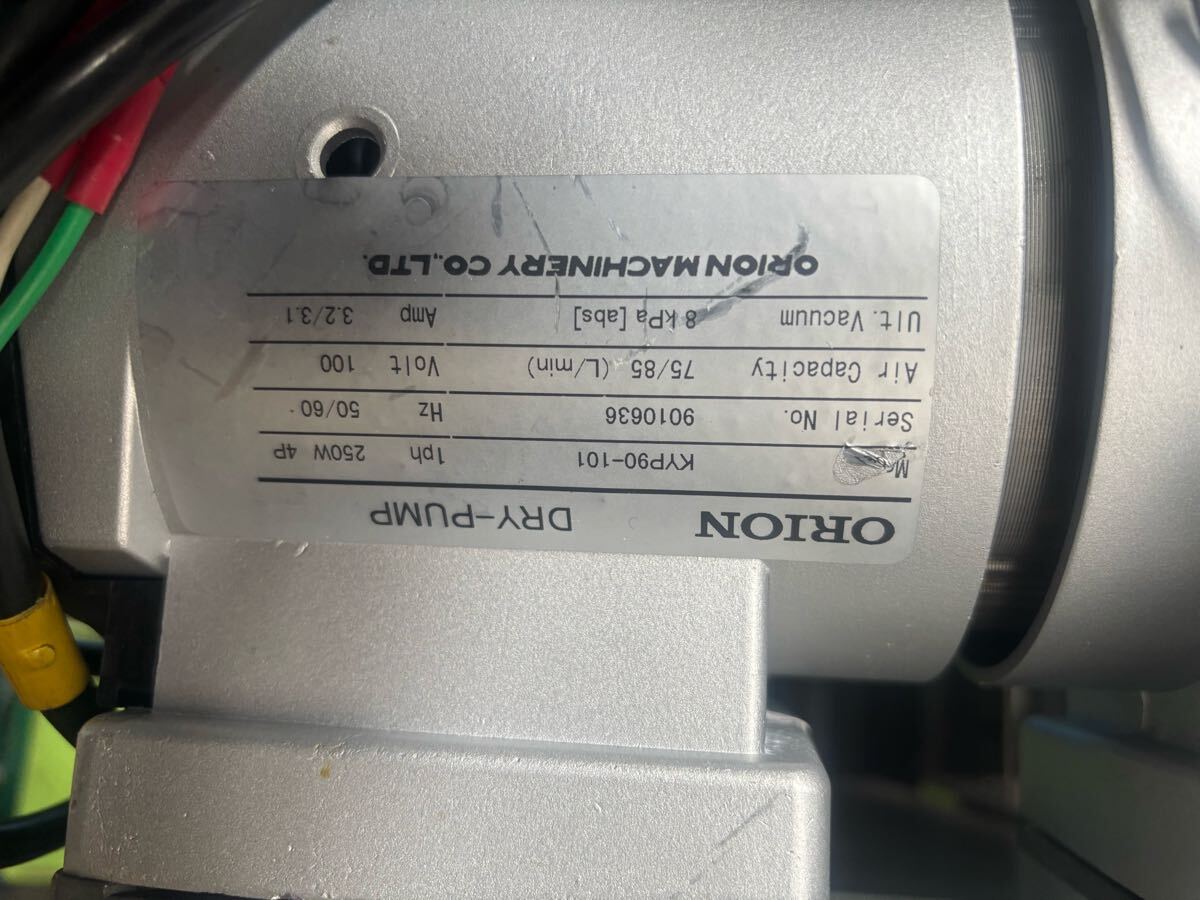 ORION DRY-PUMP
KYP90-101 1ph 250W 4P
Serial No. 9010636 Hz 50/60
Air Capacity 75/85 (L/min) Volt 100
Ult. Vacuum 8 kPa [abs] Amp 3.2/3.1
ORION MACHINERY CO.,LTD.